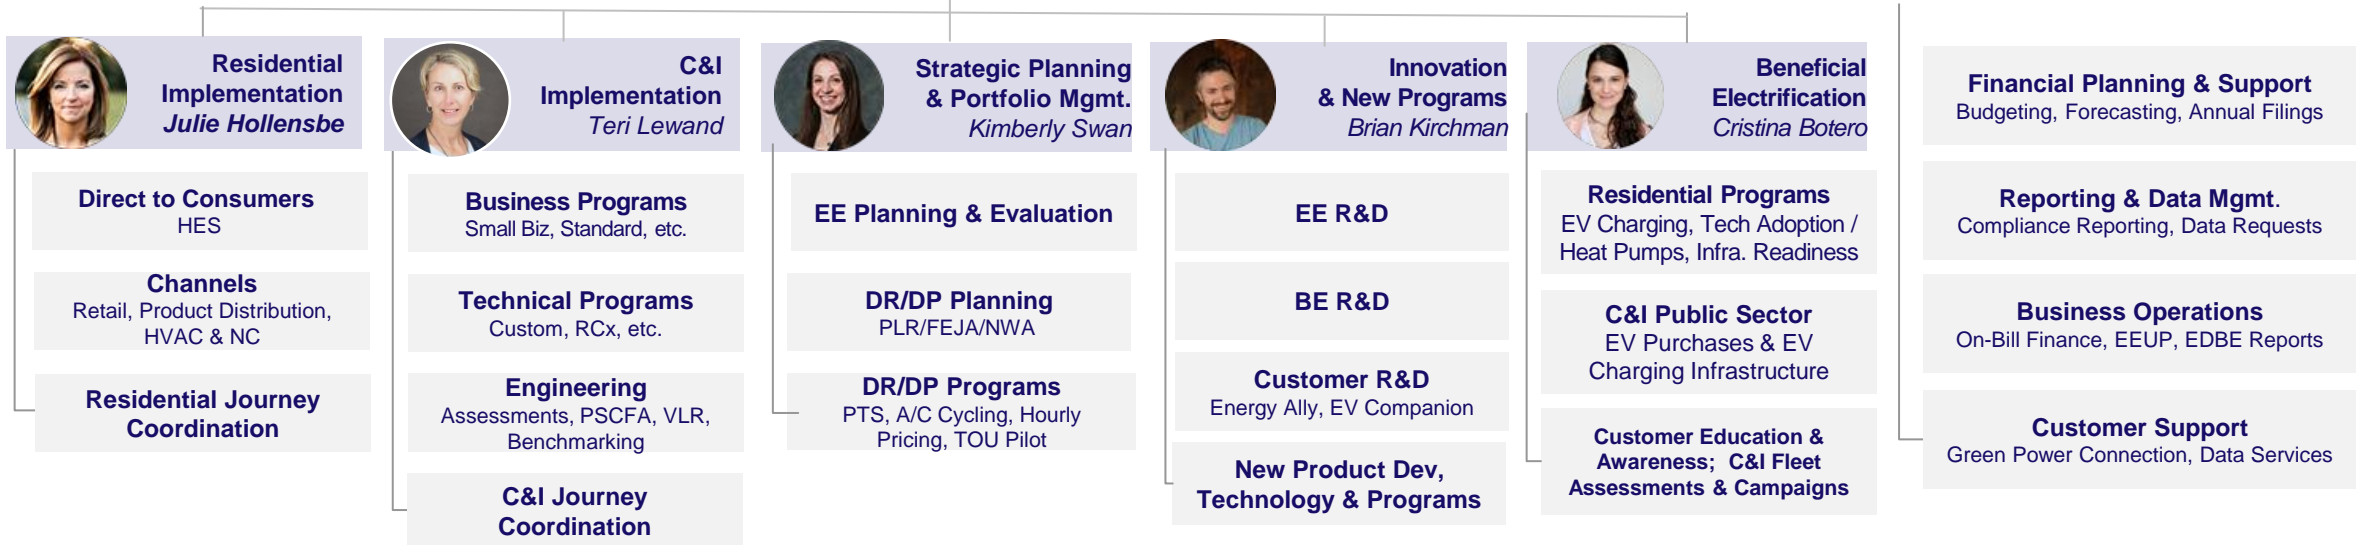 Residential
Implementation
Julie Hollensbe
Direct to Consumers
HES
Channels
Retail, Product Distribution,
HVAC & NC
Residential Journey
Coordination
C&I
Implementation
Teri Lewand
Business Programs
Small Biz, Standard, etc.
Technical Programs
Custom, RCx, etc.
Engineering
Assessments, PSCFA, VLR,
Benchmarking
C&I Journey
Coordination
Strategic Planning
& Portfolio Mgmt.
Kimberly Swan
EE Planning & Evaluation
DR/DP Planning
PLR/FEJA/NWA
DR/DP Programs
PTS, A/C Cycling, Hourly
Pricing, TOU Pilot
Innovation
& New Programs
Brian Kirchman
EE R&D
BE R&D
Customer R&D
Energy Ally, EV Companion
New Product Dev,
Technology & Programs
Beneficial
Electrification
Cristina Botero
Residential Programs
EV Charging, Tech Adoption /
Heat Pumps, Infra. Readiness
C&I Public Sector
EV Purchases & EV
Charging Infrastructure
Customer Education &
Awareness; C&I Fleet
Assessments & Campaigns
Financial Planning & Support
Budgeting, Forecasting, Annual Filings
Reporting & Data Mgmt.
Compliance Reporting, Data Requests
Business Operations
On-Bill Finance, EEUP, EDBE Reports
Customer Support
Green Power Connection, Data Services